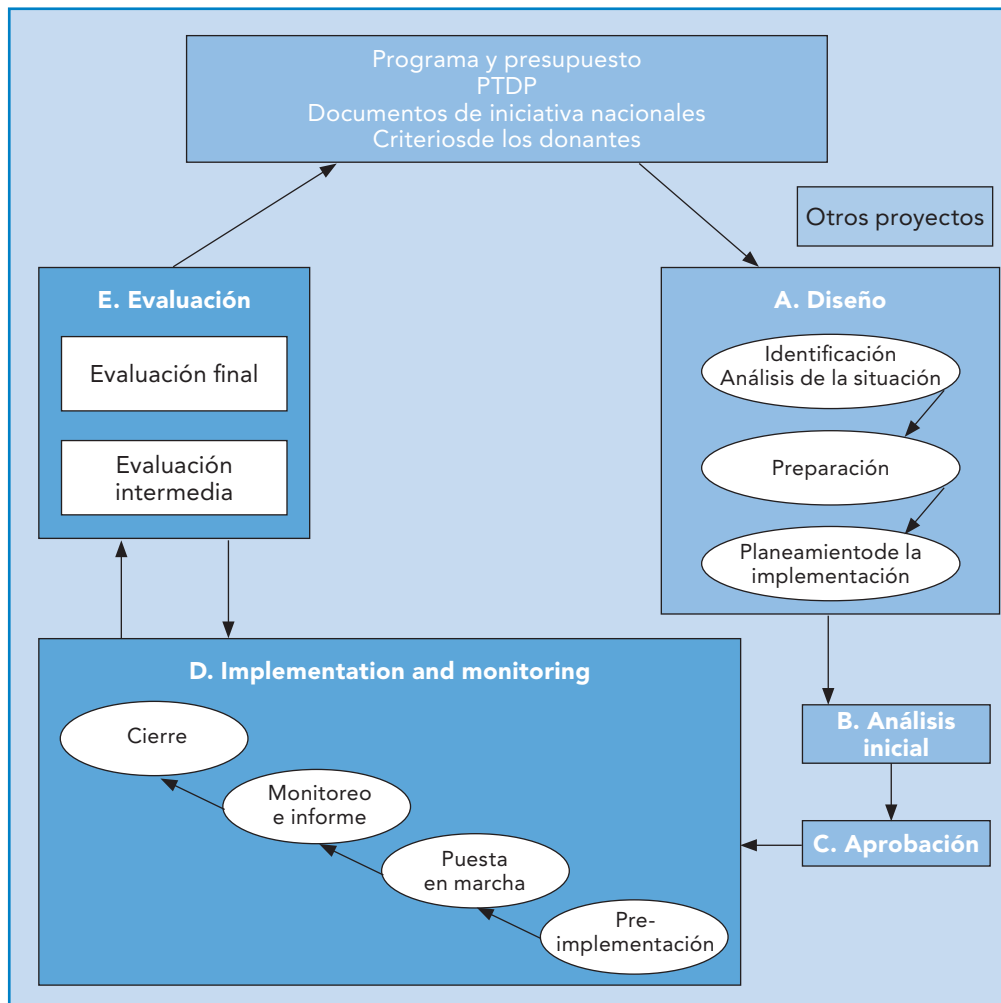 Programa y presupuesto
PTDP
Documentos de iniciativa nacionales
Criteriosde los donantes
Otros proyectos
E. Evaluación
Evaluación final
Evaluación
intermedia
A. Diseño
Identificación
Análisis de la situación
Preparación
Planeamientode la
implementación
B. Análisis
inicial
C. Aprobación
D. Implementation and monitoring
Cierre
Monitoreo
e informe
Puesta
en marcha
Pre-
implementación